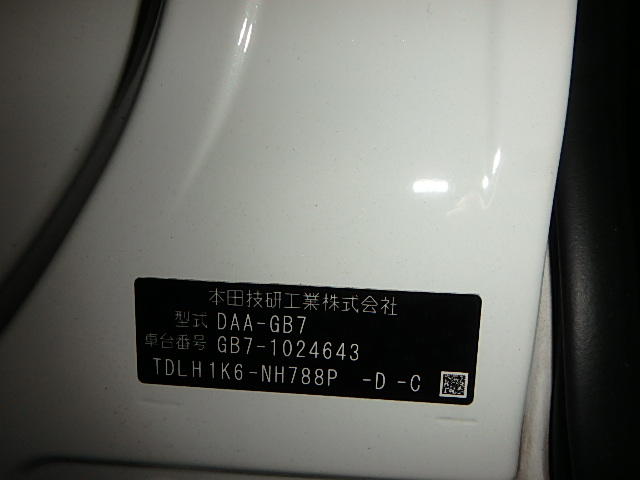 本田技研工業株式会社
型式 DAA-GB7
車台番号 GB7-1024643
TDLH1K6-NH788P -D -C